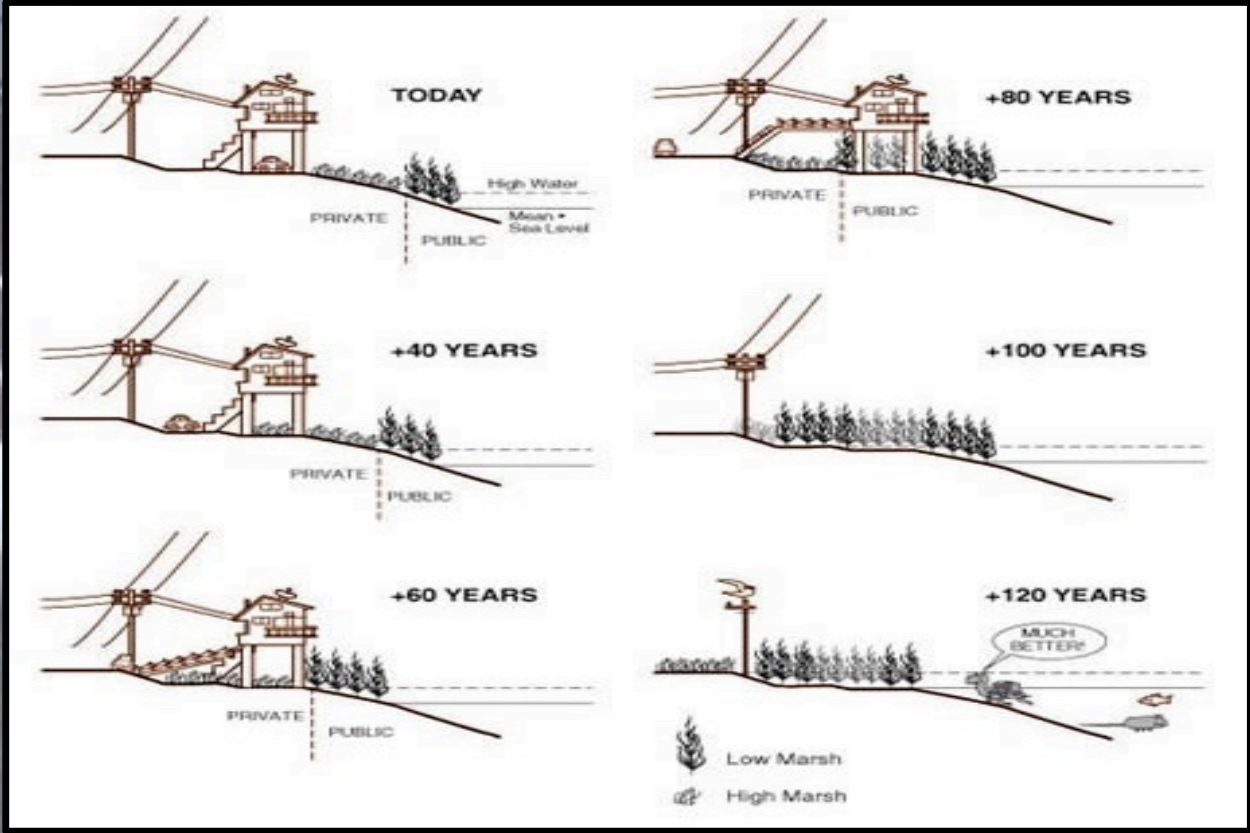 TODAY
High Water
Mean •
Sea Level
PRIVATE
PUBLIC
+40 YEARS
PRIVATE
PUBLIC
+60 YEARS
PRIVATE
PUBLIC
+80 YEARS
PRIVATE
PUBLIC
+100 YEARS
+120 YEARS
MUCH
BETTER!
Low Marsh
High Marsh